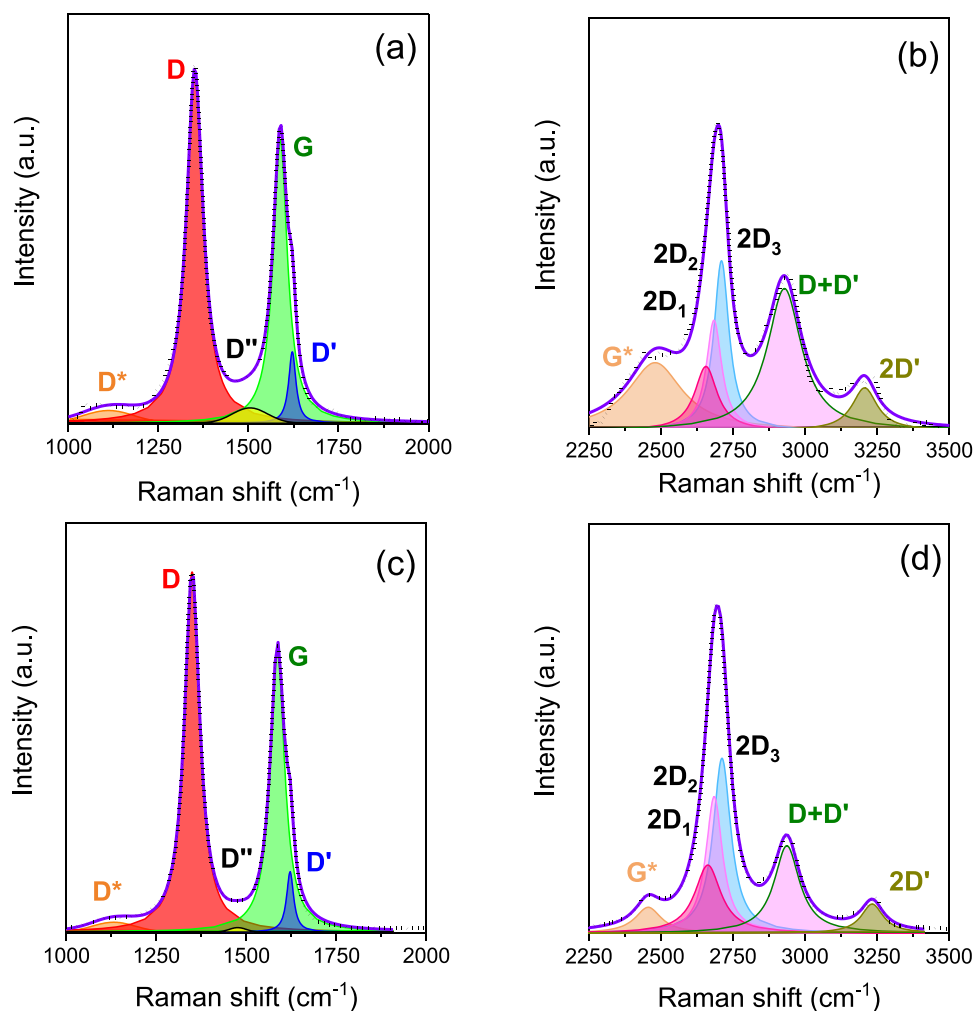 (a)
D
G
D"
D'
D*
Intensity (a.u.)
1000 1250 1500 1750 2000
Raman shift (cm⁻¹)
(b)
2D₃
2D₂
2D₁
D+D'
G*
2D'
Intensity (a.u.)
2250 2500 2750 3000 3250 3500
Raman shift (cm⁻¹)
(c)
D
G
D"
D'
D*
Intensity (a.u.)
1000 1250 1500 1750 2000
Raman shift (cm⁻¹)
(d)
2D₃
2D₂
2D₁
D+D'
G*
2D'
Intensity (a.u.)
2250 2500 2750 3000 3250 3500
Raman shift (cm⁻¹)